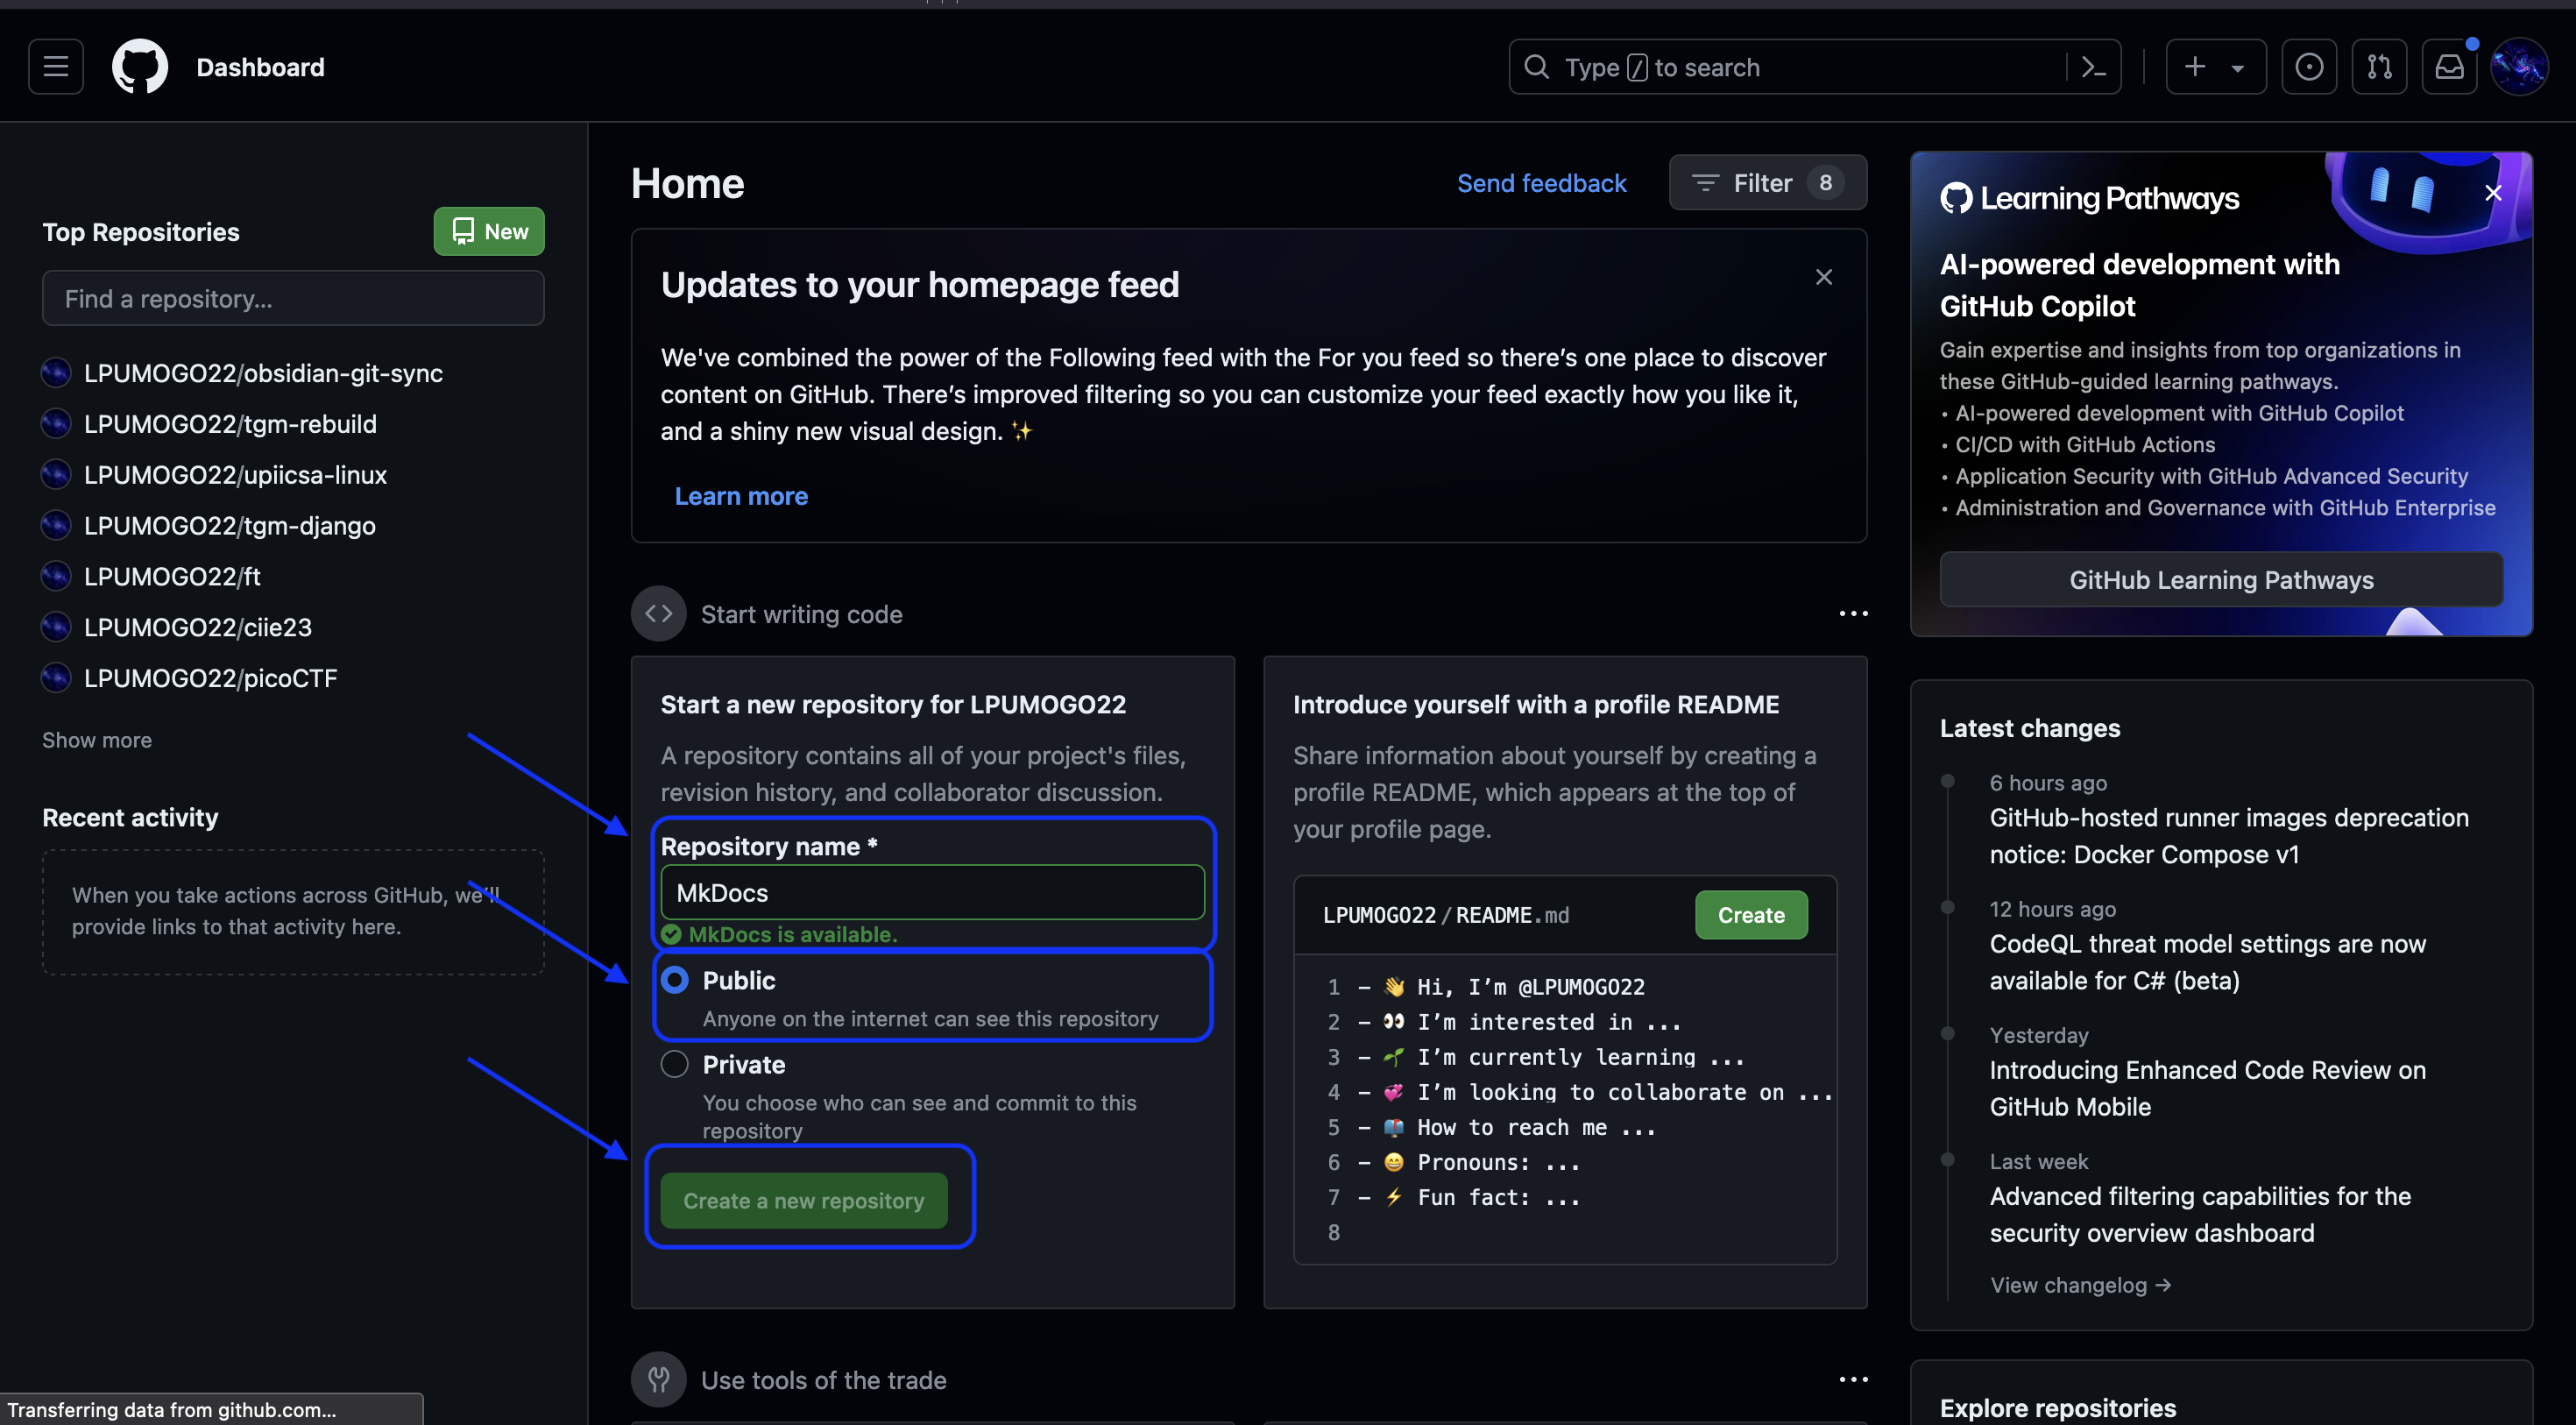 Dashboard
Type / to search
Top Repositories
New
Find a repository...
LPUMOGO22/obsidian-git-sync
LPUMOGO22/tgm-rebuild
LPUMOGO22/upiicsa-linux
LPUMOGO22/tgm-django
LPUMOGO22/ft
LPUMOGO22/ciie23
LPUMOGO22/picoCTF
Show more
Recent activity
When you take actions across GitHub, we'll
provide links to that activity here.
Home
Send feedback
Filter 8
Updates to your homepage feed
We've combined the power of the Following feed with the For you feed so there’s one place to discover
content on GitHub. There’s improved filtering so you can customize your feed exactly how you like it,
and a shiny new visual design. ✨
Learn more
Start writing code
Start a new repository for LPUMOGO22
A repository contains all of your project's files,
revision history, and collaborator discussion.
Repository name *
MkDocs
MkDocs is available.
Public
Anyone on the internet can see this repository
Private
You choose who can see and commit to this
repository
Create a new repository
Introduce yourself with a profile README
Share information about yourself by creating a
profile README, which appears at the top of
your profile page.
LPUMOGO22 / README.md
Create
1 – 👋 Hi, I’m @LPUMOGO22
2 – 👀 I’m interested in ...
3 – 🌱 I’m currently learning ...
4 – 💞️ I’m looking to collaborate on ...
5 – 📫 How to reach me ...
6 – 😄 Pronouns: ...
7 – ⚡ Fun fact: ...
8
Use tools of the trade
Learning Pathways
AI-powered development with
GitHub Copilot
Gain expertise and insights from top organizations in
these GitHub-guided learning pathways.
• AI-powered development with GitHub Copilot
• CI/CD with GitHub Actions
• Application Security with GitHub Advanced Security
• Administration and Governance with GitHub Enterprise
GitHub Learning Pathways
Latest changes
6 hours ago
GitHub-hosted runner images deprecation
notice: Docker Compose v1
12 hours ago
CodeQL threat model settings are now
available for C# (beta)
Yesterday
Introducing Enhanced Code Review on
GitHub Mobile
Last week
Advanced filtering capabilities for the
security overview dashboard
View changelog →
Explore repositories
Transferring data from github.com...